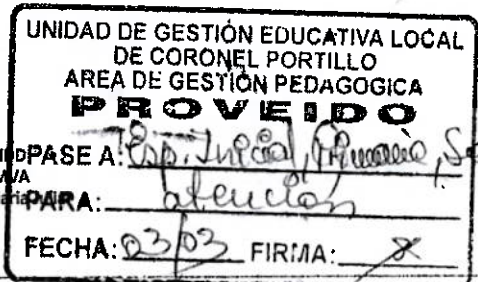 UNIDAD DE GESTIÓN EDUCATIVA LOCAL
DE CORONEL PORTILLO
AREA DE GESTIÓN PEDAGOGICA
PROVEIDO
PASE A: Esp. Inicial, Primaria, S
PARA: atención
FECHA: 03/03 FIRMA: